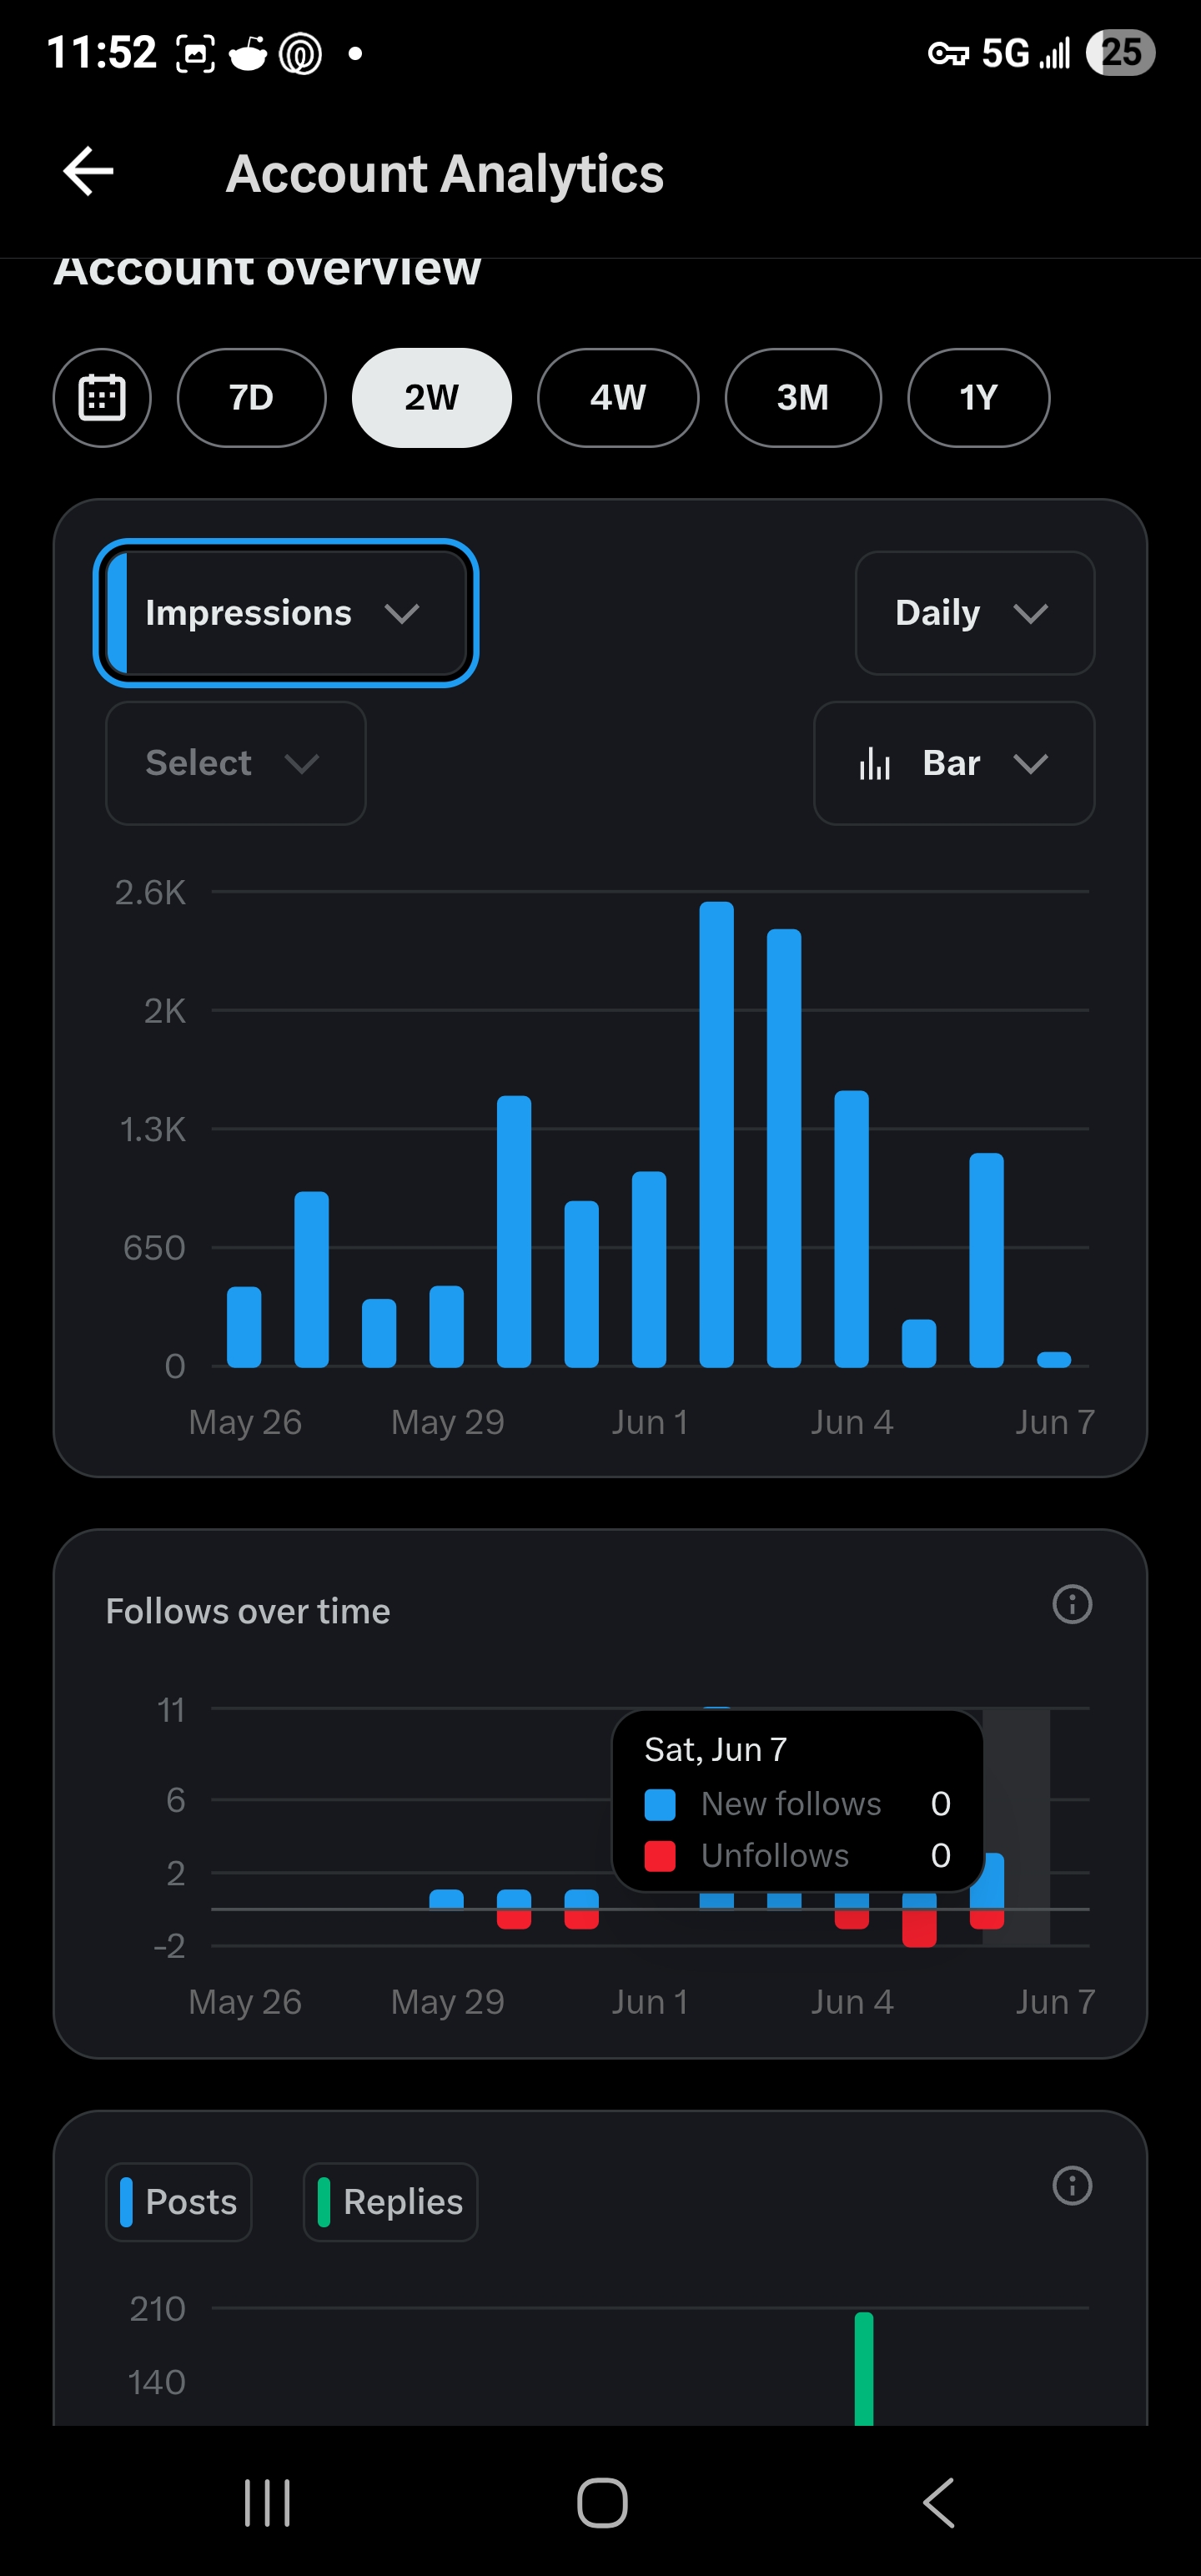 11:52
5G
25
Account Analytics
Account overview
7D 2W 4W 3M 1Y
Impressions
Daily
Select
Bar
2.6K
2K
1.3K
650
0
May 26 May 29 Jun 1 Jun 4 Jun 7
Follows over time
11
6
2
-2
Sat, Jun 7
New follows 0
Unfollows 0
May 26 May 29 Jun 1 Jun 4 Jun 7
Posts Replies
210
140